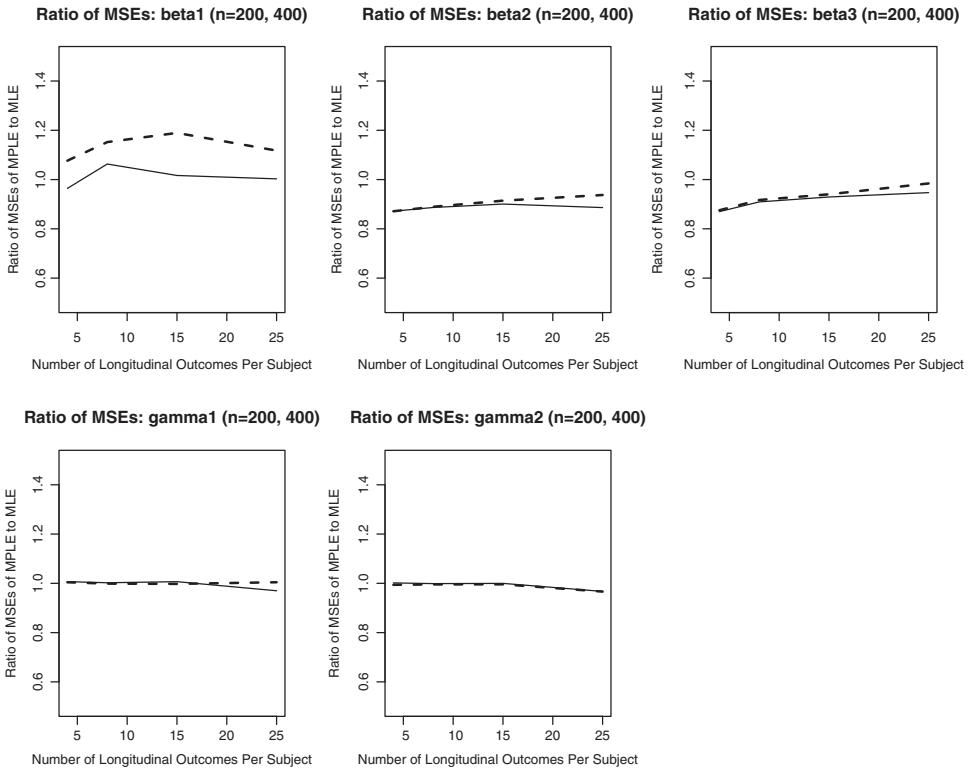 Ratio of MSEs: beta1 (n=200, 400)
Ratio of MSEs of MPLE to MLE
0.6 0.8 1.0 1.2 1.4
5 10 15 20 25
Number of Longitudinal Outcomes Per Subject
Ratio of MSEs: beta2 (n=200, 400)
Ratio of MSEs of MPLE to MLE
0.6 0.8 1.0 1.2 1.4
5 10 15 20 25
Number of Longitudinal Outcomes Per Subject
Ratio of MSEs: beta3 (n=200, 400)
Ratio of MSEs of MPLE to MLE
0.6 0.8 1.0 1.2 1.4
5 10 15 20 25
Number of Longitudinal Outcomes Per Subject
Ratio of MSEs: gamma1 (n=200, 400)
Ratio of MSEs of MPLE to MLE
0.6 0.8 1.0 1.2 1.4
5 10 15 20 25
Number of Longitudinal Outcomes Per Subject
Ratio of MSEs: gamma2 (n=200, 400)
Ratio of MSEs of MPLE to MLE
0.6 0.8 1.0 1.2 1.4
5 10 15 20 25
Number of Longitudinal Outcomes Per Subject